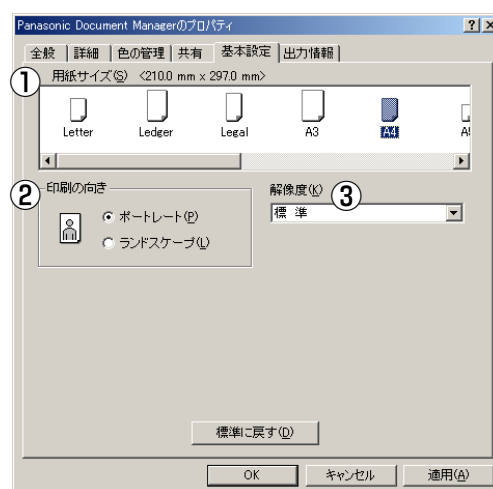 Panasonic Document Managerのプロパティ
全般 詳細 色の管理 共有 基本設定 出力情報
① 用紙サイズ(S) <210.0 mm x 297.0 mm>
Letter Ledger Legal A3 A4
② 印刷の向き 解像度(K) ③
ポートレート(P) 標 準
ランドスケープ(L)
標準に戻す(D)
OK キャンセル 適用(A)